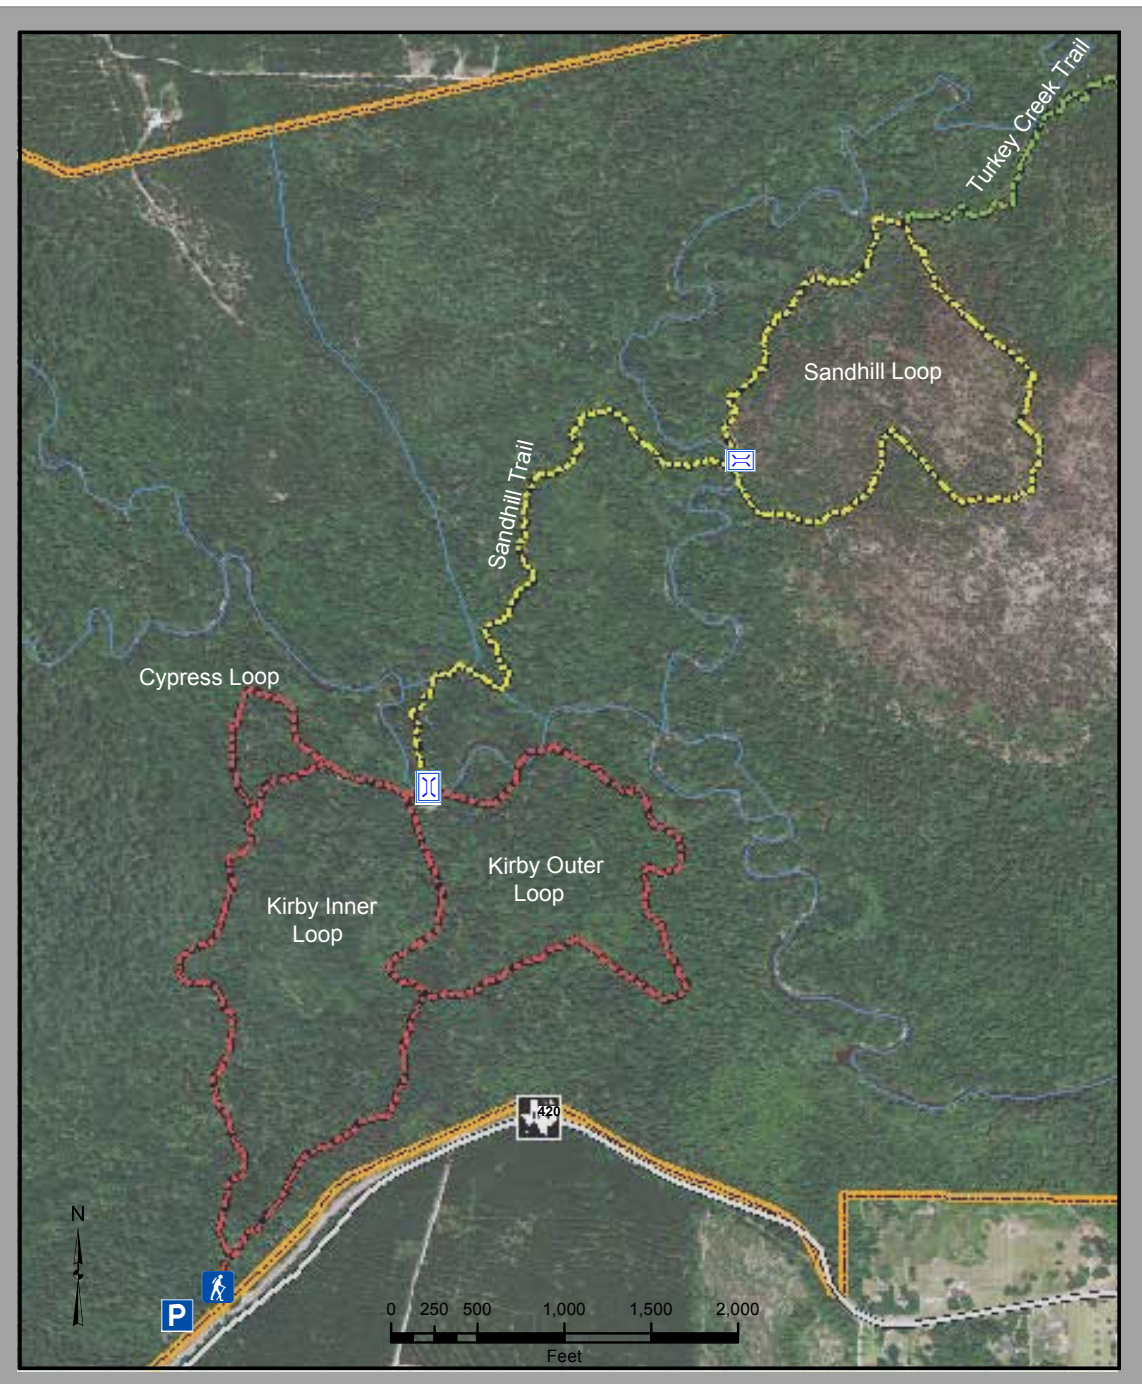 Turkey Creek Trail
Sandhill Loop
Sandhill Trail
Cypress Loop
Kirby Outer
Loop
Kirby Inner
Loop
420
N
P
0 250 500 1,000 1,500 2,000
Feet